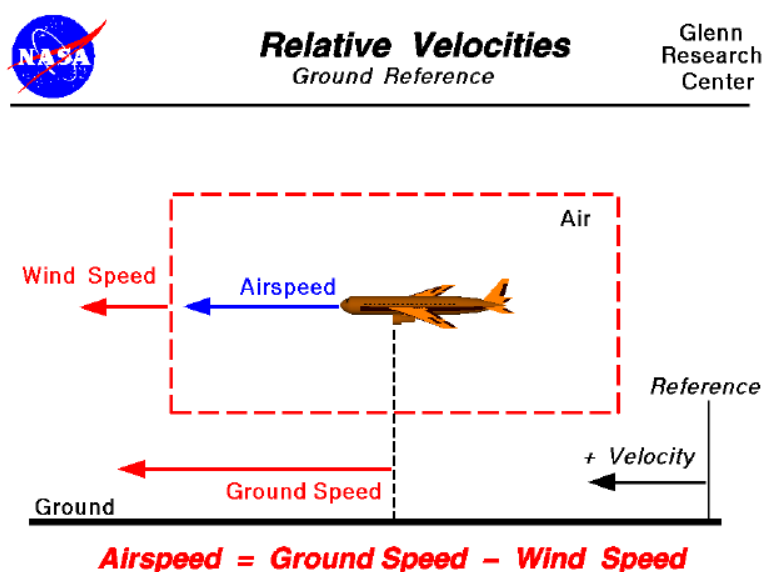 NASA
Relative Velocities
Ground Reference
Glenn
Research
Center
Air
Wind Speed
Airspeed
Reference
+ Velocity
Ground Speed
Ground
Airspeed = Ground Speed – Wind Speed